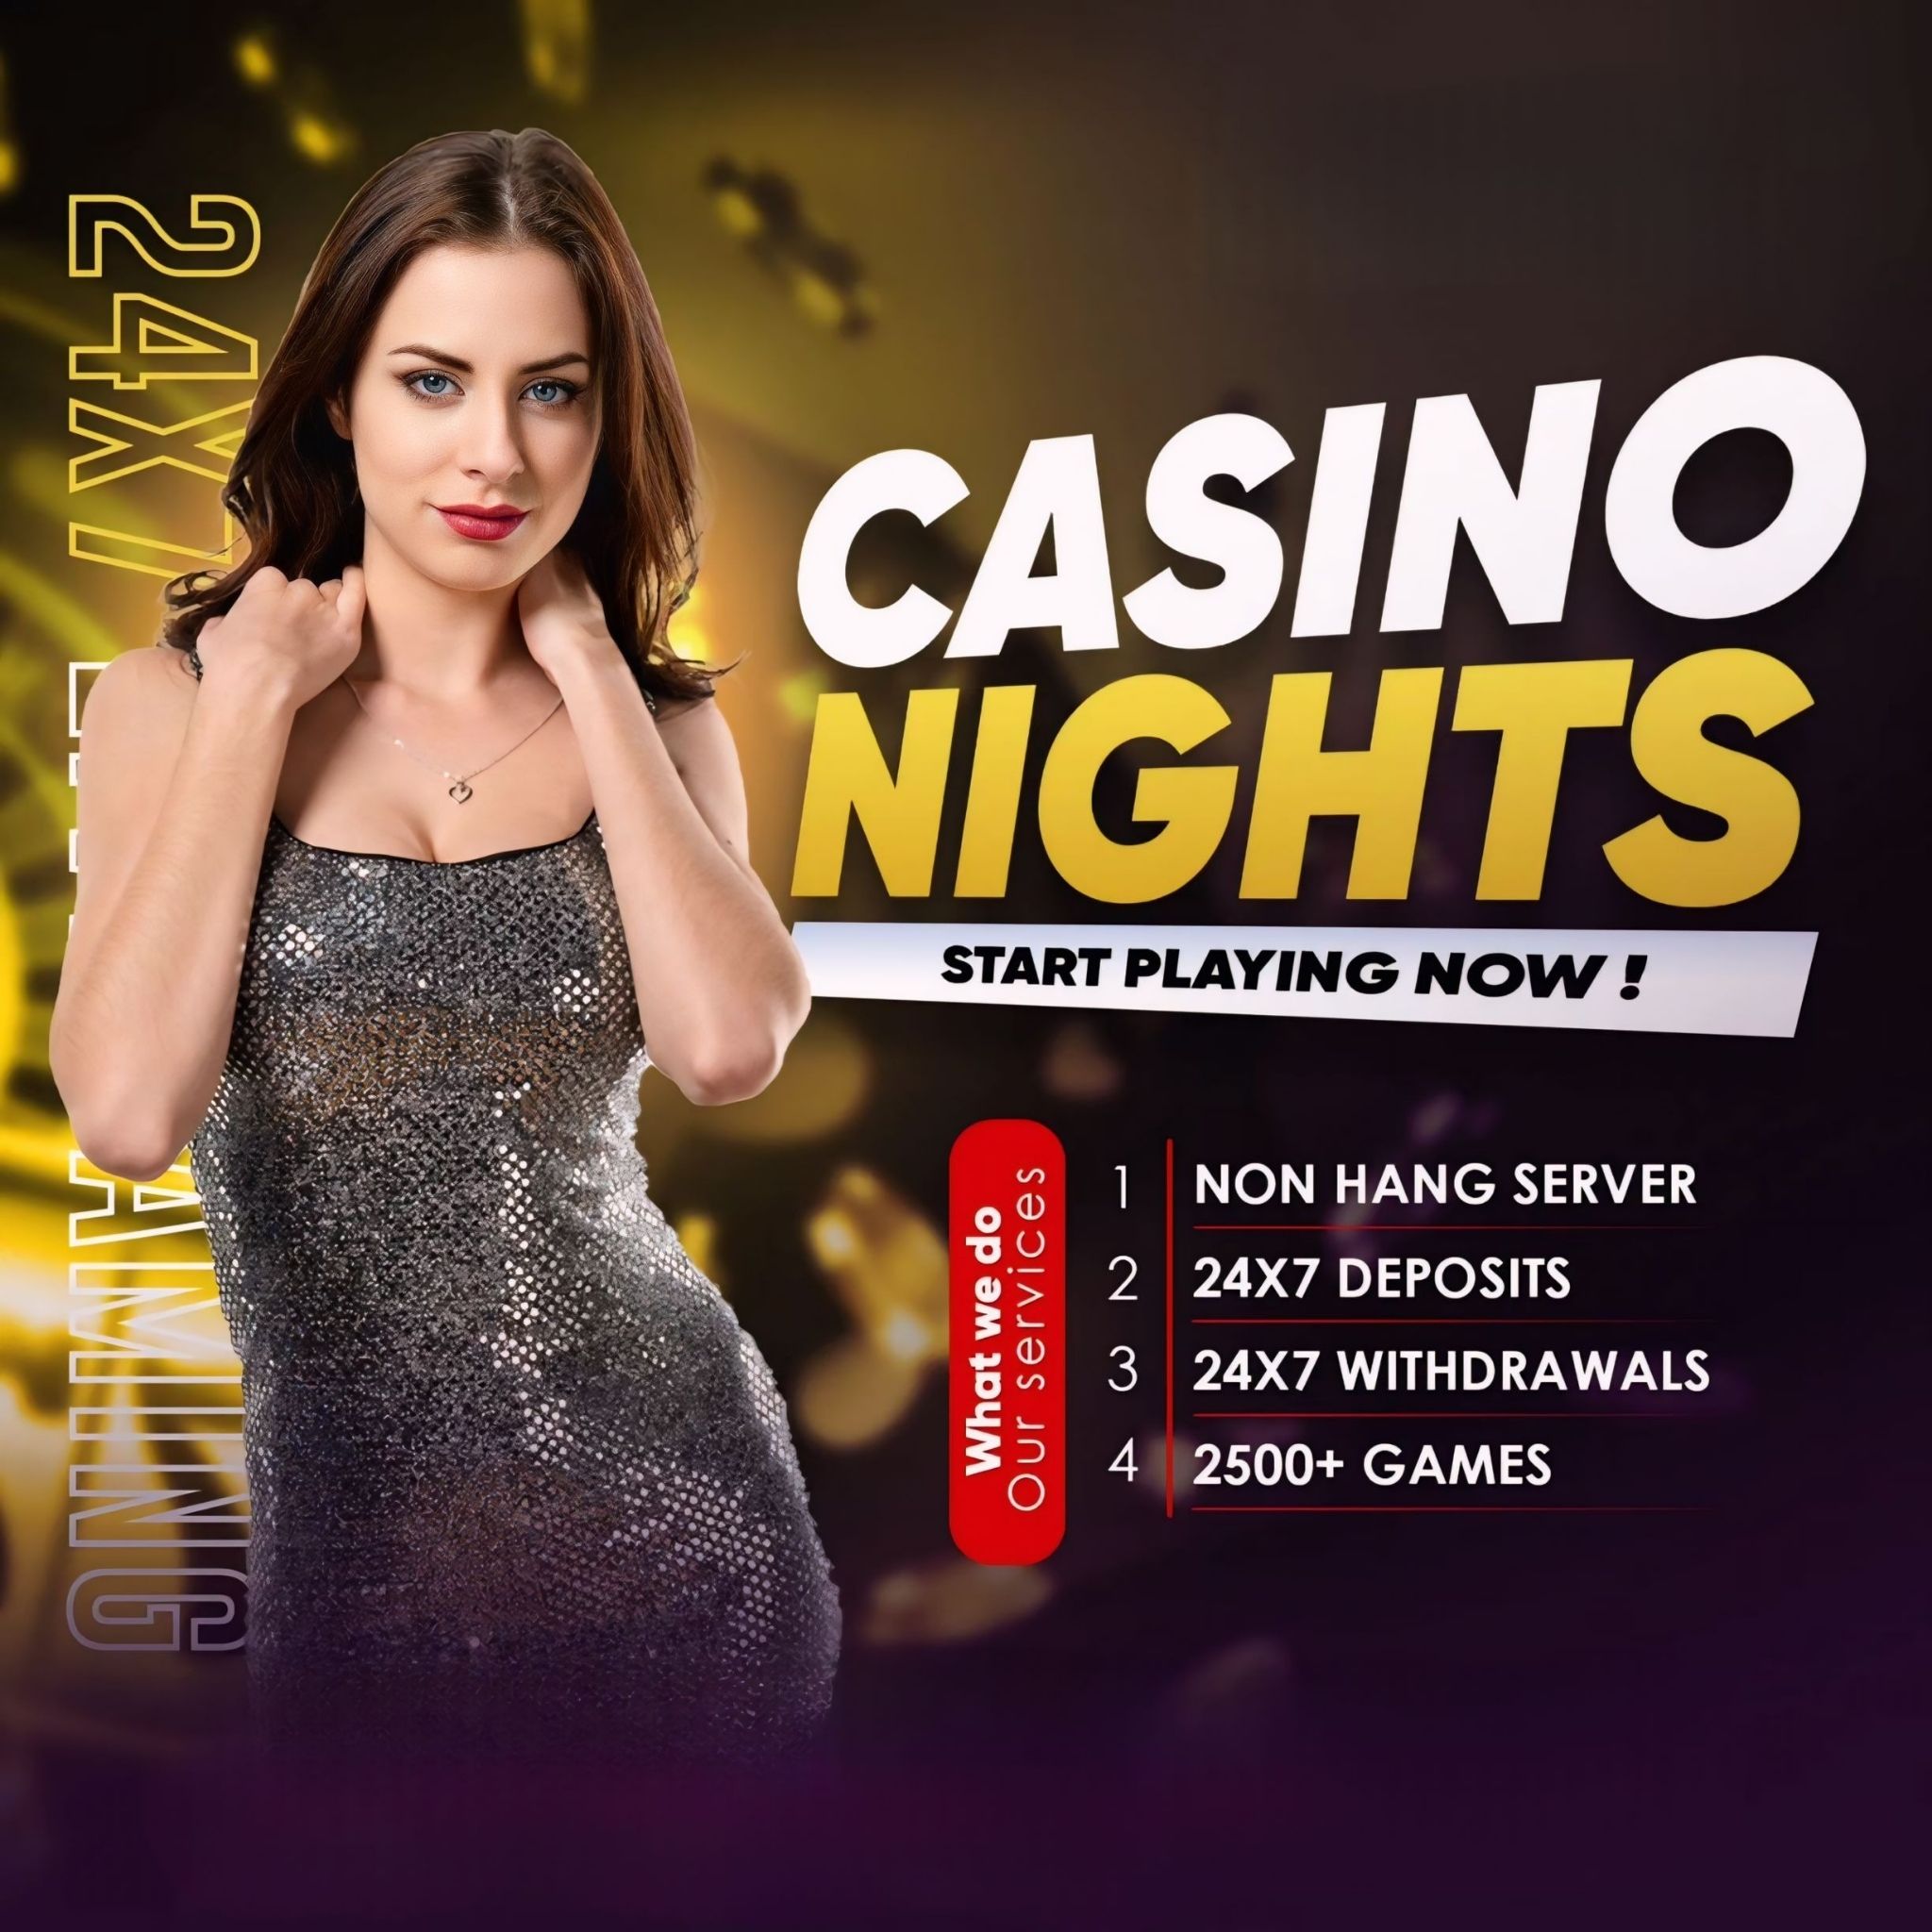 24X7
GAMING
CASINO
NIGHTS
START PLAYING NOW !
What we do
Our services
1 NON HANG SERVER
2 24X7 DEPOSITS
3 24X7 WITHDRAWALS
4 2500+ GAMES